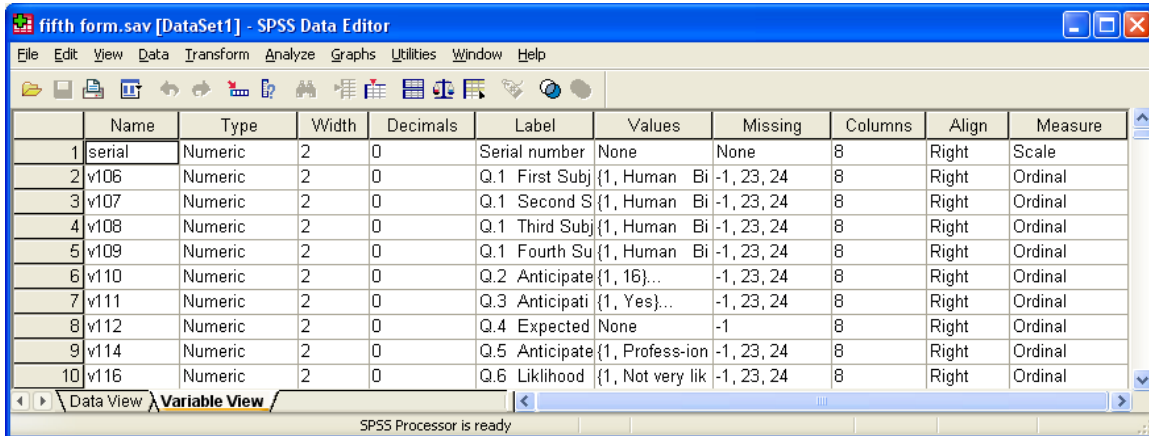 fifth form.sav [DataSet1] - SPSS Data Editor
File Edit View Data Transform Analyze Graphs Utilities Window Help
Name Type Width Decimals Label Values Missing Columns Align Measure
1 serial Numeric 2 0 Serial number None None 8 Right Scale
2 v106 Numeric 2 0 Q.1 First Subj {1, Human Bi -1, 23, 24 8 Right Ordinal
3 v107 Numeric 2 0 Q.1 Second S {1, Human Bi -1, 23, 24 8 Right Ordinal
4 v108 Numeric 2 0 Q.1 Third Subj {1, Human Bi -1, 23, 24 8 Right Ordinal
5 v109 Numeric 2 0 Q.1 Fourth Su {1, Human Bi -1, 23, 24 8 Right Ordinal
6 v110 Numeric 2 0 Q.2 Anticipate {1, 16}... -1, 23, 24 8 Right Ordinal
7 v111 Numeric 2 0 Q.3 Anticipati {1, Yes}... -1, 23, 24 8 Right Ordinal
8 v112 Numeric 2 0 Q.4 Expected None -1 8 Right Ordinal
9 v114 Numeric 2 0 Q.5 Anticipate {1, Profess-ion -1, 23, 24 8 Right Ordinal
10 v116 Numeric 2 0 Q.6 Liklihood {1, Not very lik -1, 23, 24 8 Right Ordinal
Data View Variable View
SPSS Processor is ready